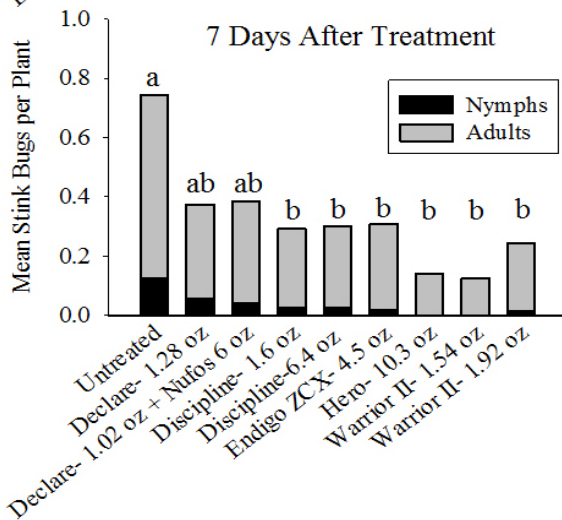 7 Days After Treatment
Mean Stink Bugs per Plant
1.0
0.8
0.6
0.4
0.2
0.0
Nymphs
Adults
a
ab
ab
b
b
b
b
b
b
Untreated
Declare- 1.28 oz
Declare- 1.02 oz + Nufos 6 oz
Discipline- 1.6 oz
Discipline-6.4 oz
Endigo ZCX- 4.5 oz
Hero- 10.3 oz
Warrior II- 1.54 oz
Warrior II- 1.92 oz